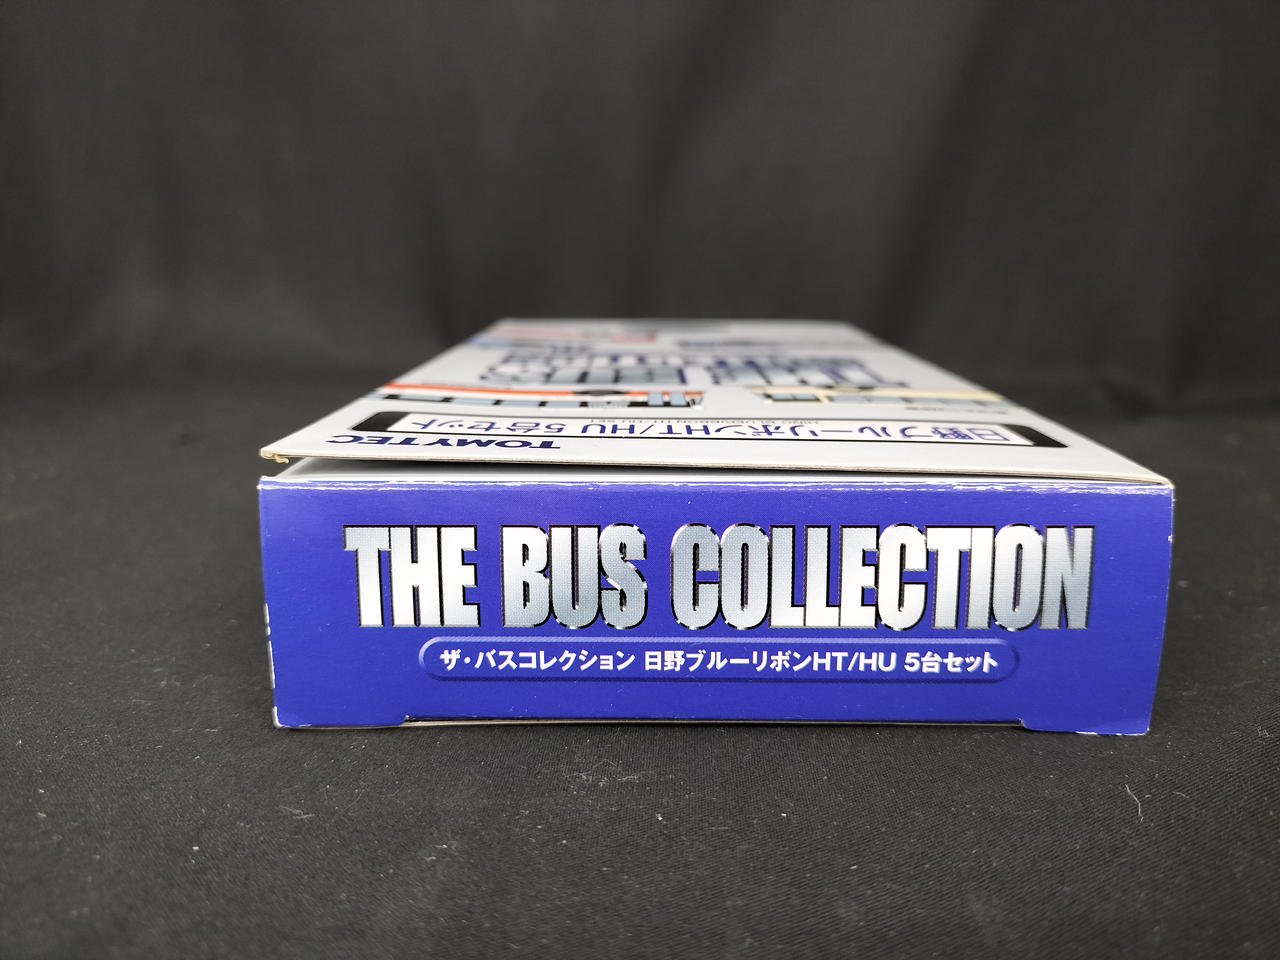 日野ブルーリボンHT/HU 5台セット
TOMYTEC
THE BUS COLLECTION
ザ・バスコレクション 日野ブルーリボンHT/HU 5台セット